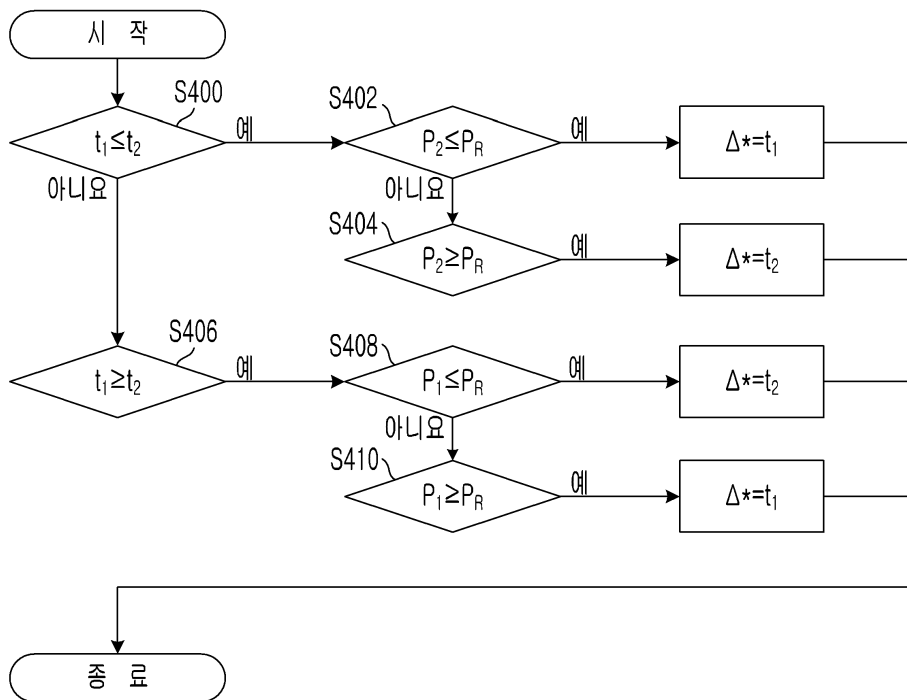 시 작
S400
t₁≤t₂
예
아니요
S402
P₂≤P_R
예
아니요
Δ*=t₁
S404
P₂≥P_R
예
Δ*=t₂
S406
t₁≥t₂
예
S408
P₁≤P_R
예
아니요
Δ*=t₂
S410
P₁≥P_R
예
Δ*=t₁
종 료